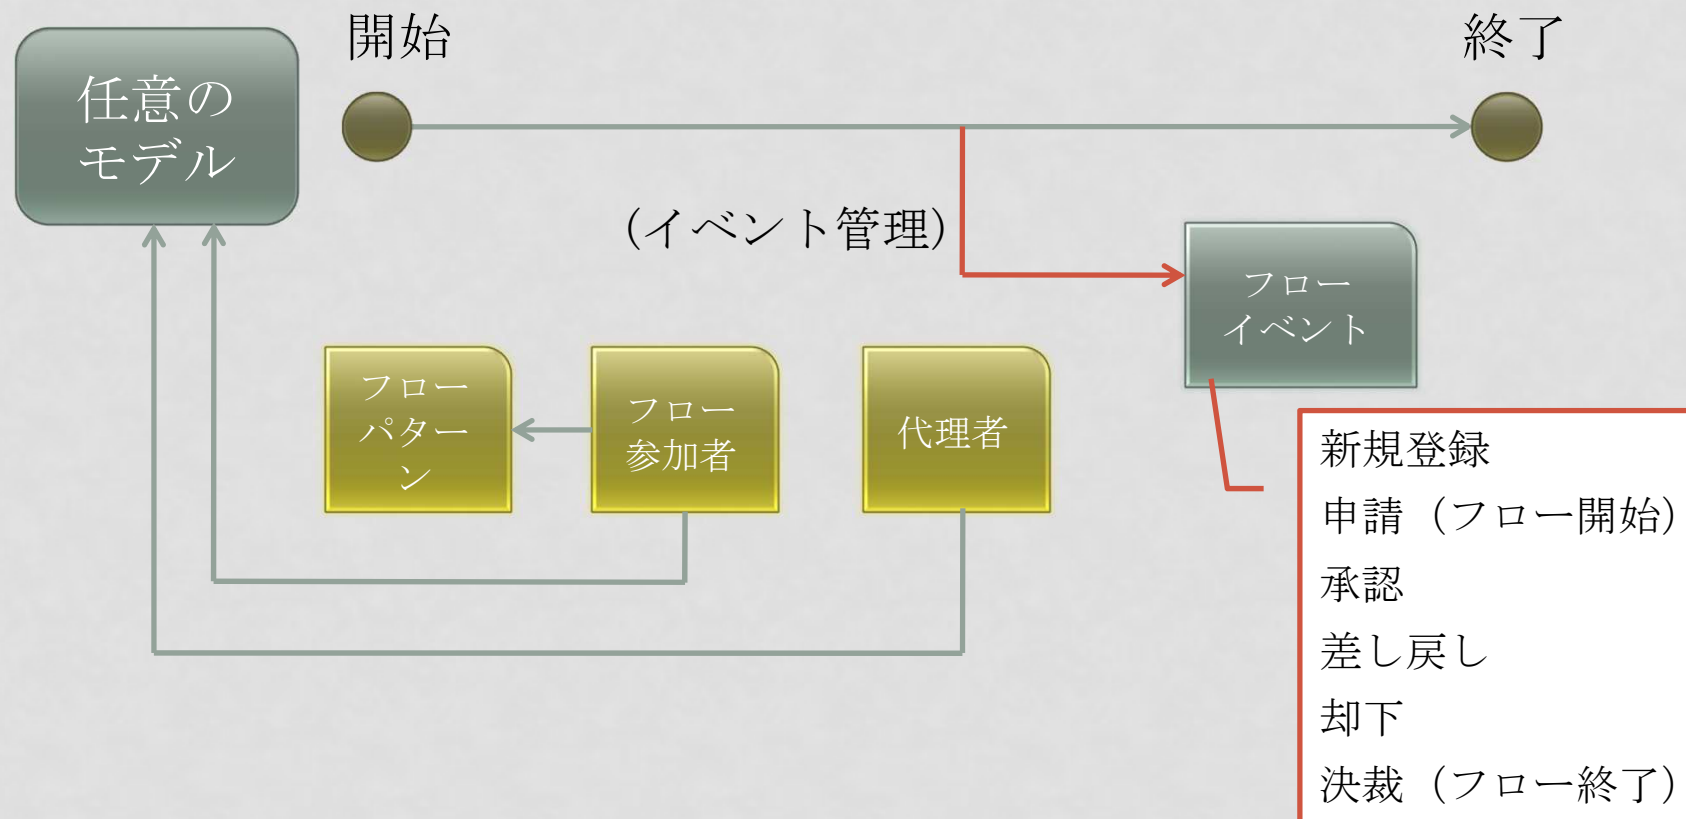 開始
終了
任意の
モデル
(イベント管理)
フロー
イベント
フロー
パター
ン
フロー
参加者
代理者
新規登録
申請（フロー開始）
承認
差し戻し
却下
決裁（フロー終了）